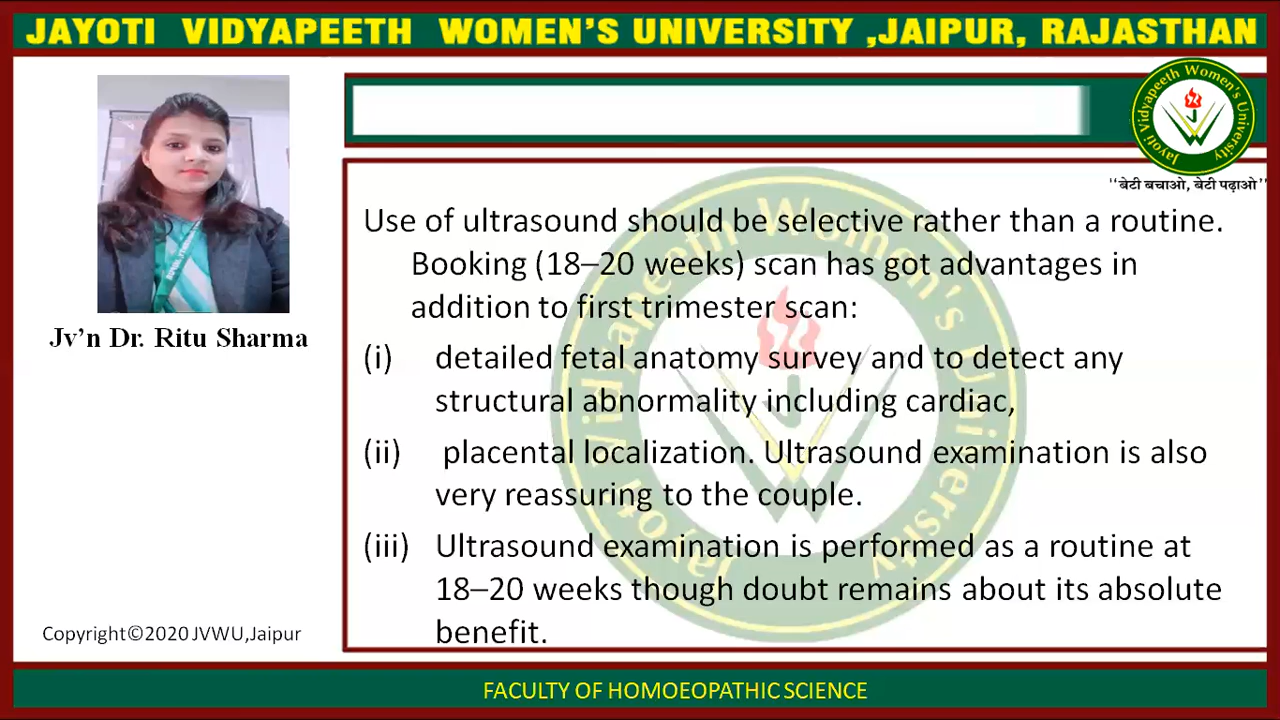 JAYOTI VIDYAPEETH WOMEN'S UNIVERSITY ,JAIPUR, RAJASTHAN
Jayoti Vidyapeeth Women's University
"बेटी बचाओ, बेटी पढ़ाओ"
Jv'n Dr. Ritu Sharma
Use of ultrasound should be selective rather than a routine.
Booking (18–20 weeks) scan has got advantages in
addition to first trimester scan:
(i) detailed fetal anatomy survey and to detect any
structural abnormality including cardiac,
(ii) placental localization. Ultrasound examination is also
very reassuring to the couple.
(iii) Ultrasound examination is performed as a routine at
18–20 weeks though doubt remains about its absolute
benefit.
Copyright©2020 JVWU,Jaipur
FACULTY OF HOMOEOPATHIC SCIENCE